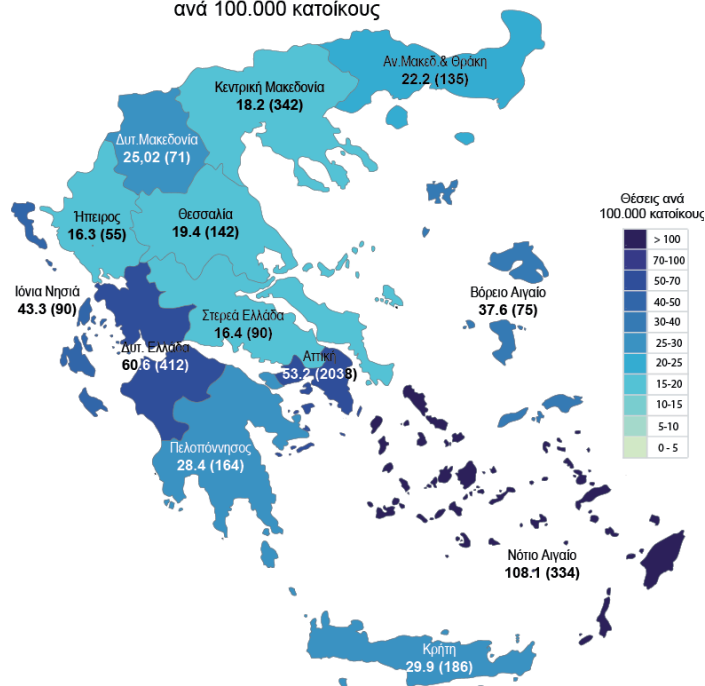 ανά 100.000 κατοίκους
Αν.Μακεδ.& Θράκη
22.2 (135)
Κεντρική Μακεδονία
18.2 (342)
Δυτ.Μακεδονία
25,02 (71)
Ήπειρος
16.3 (55)
Θεσσαλία
19.4 (142)
Θέσεις ανά
100.000 κατοίκους
> 100
70-100
50-70
40-50
30-40
25-30
20-25
15-20
10-15
5-10
0 - 5
Ιόνια Νησιά
43.3 (90)
Βόρειο Αιγαίο
37.6 (75)
Στερεά Ελλάδα
16.4 (90)
Δυτ. Ελλάδα
60.6 (412)
Αττική
53.2 (2038)
Πελοπόννησος
28.4 (164)
Νότιο Αιγαίο
108.1 (334)
Κρήτη
29.9 (186)